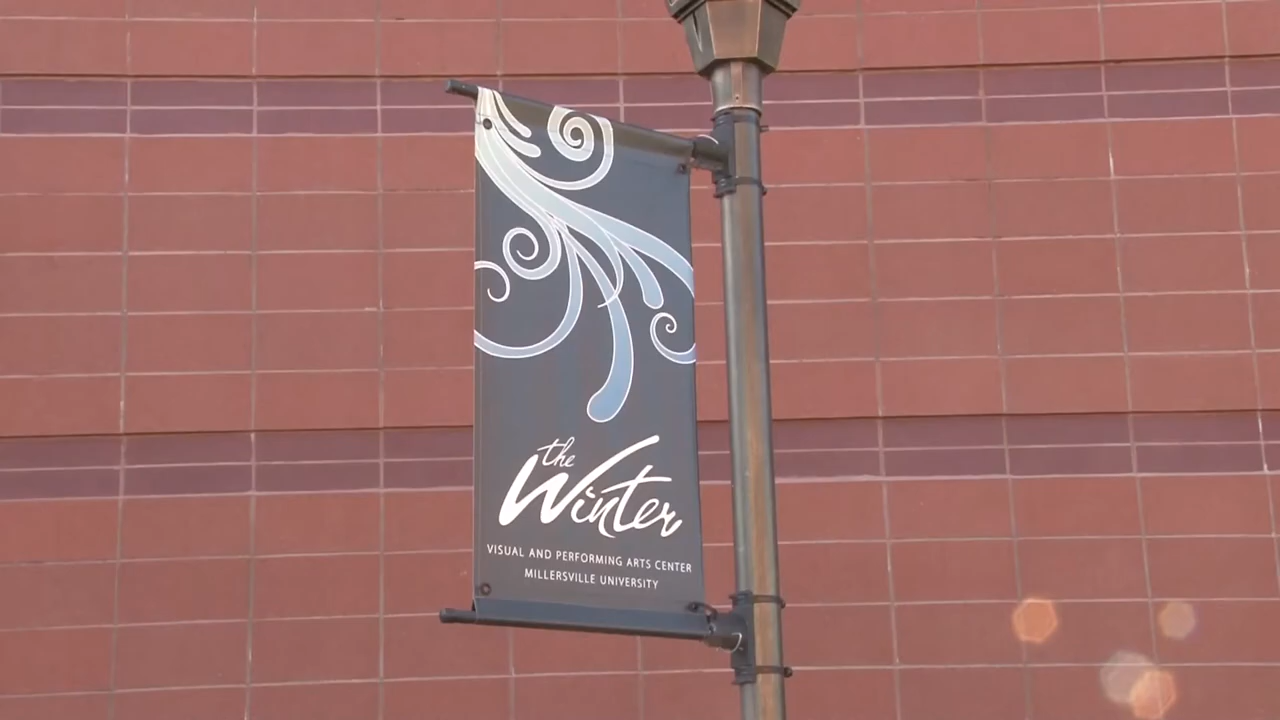 the
Winter
VISUAL AND PERFORMING ARTS CENTER
MILLERSVILLE UNIVERSITY